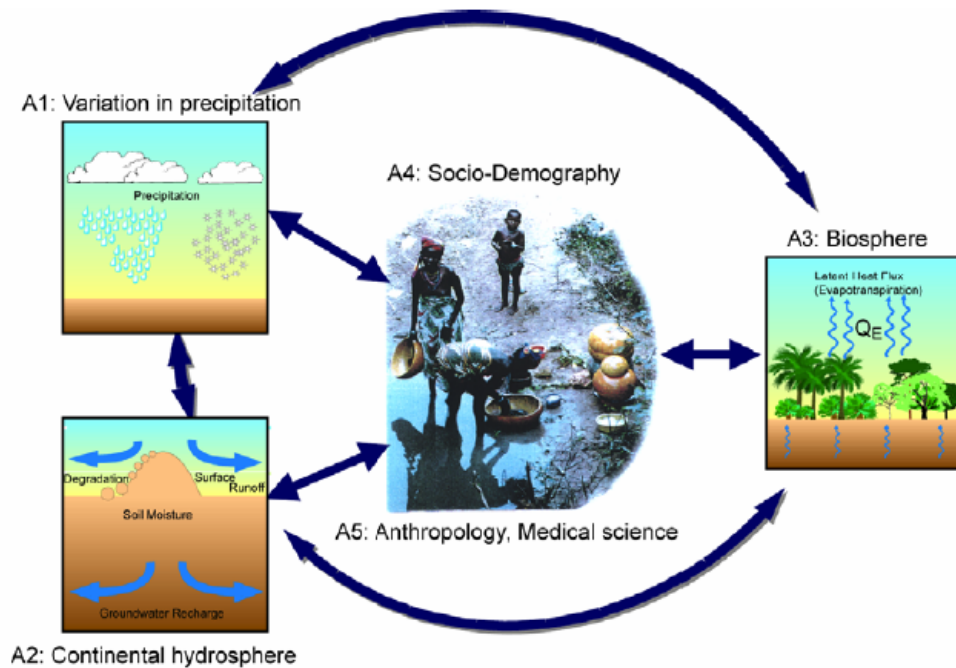 A1: Variation in precipitation
Precipitation
A4: Socio-Demography
A3: Biosphere
Latent Heat Flux
(Evapotranspiration)
QE
Degradation
Surface
Runoff
Soil Moisture
Groundwater Recharge
A5: Anthropology, Medical science
A2: Continental hydrosphere